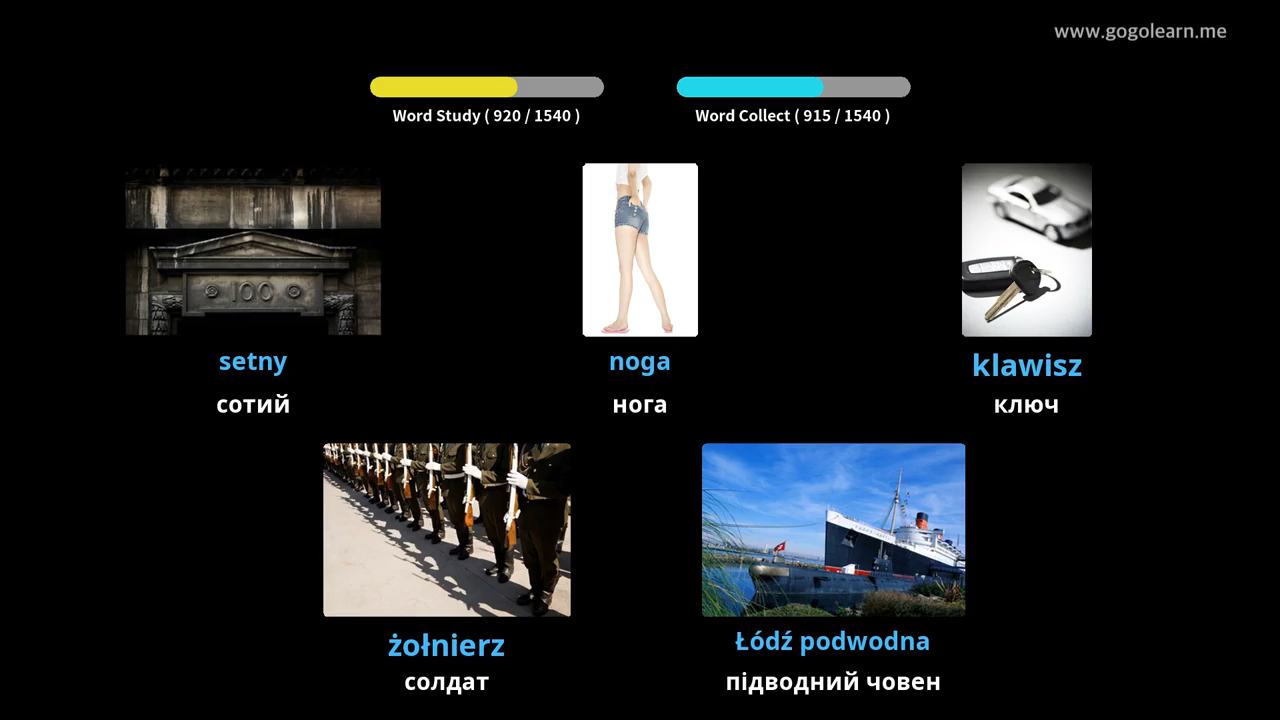 www.gogolearn.me
Word Study ( 920 / 1540 )
Word Collect ( 915 / 1540 )
100
setny
сотий
noga
нога
klawisz
ключ
żołnierz
солдат
Łódź podwodna
підводний човен